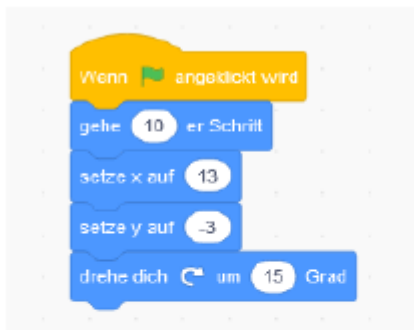 Wenn angeklickt wird
gehe 10 er Schritt
setze x auf 13
setze y auf -3
drehe dich um 15 Grad